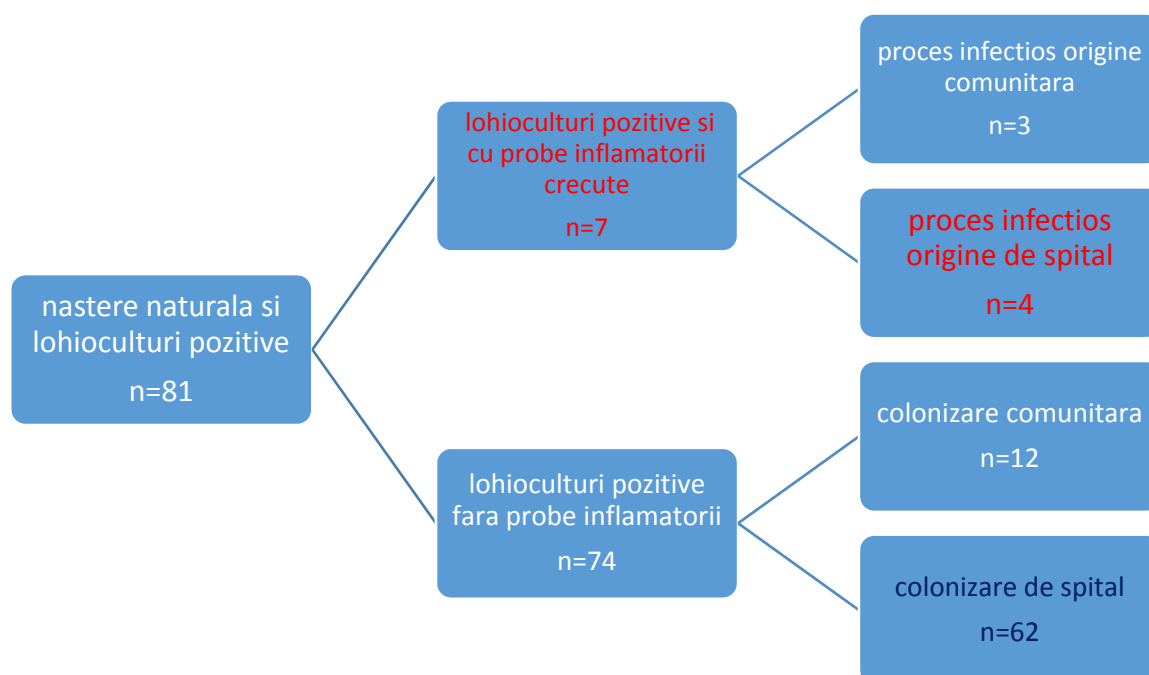 nastere naturala si
lohioculturi pozitive
n=81
lohioculturi pozitive si
cu probe inflamatorii
crecute
n=7
proces infectios origine
comunitara
n=3
proces infectios
origine de spital
n=4
lohioculturi pozitive
fara probe inflamatorii
n=74
colonizare comunitara
n=12
colonizare de spital
n=62